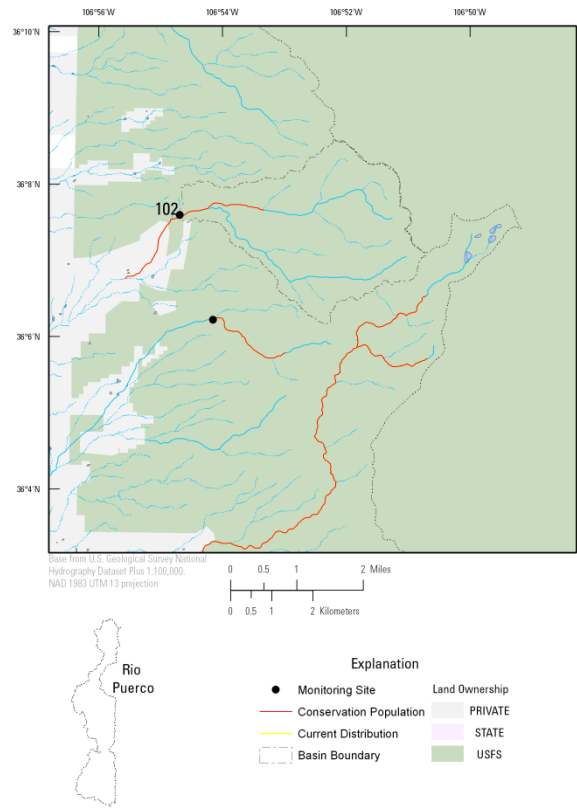 106°56'W 106°54'W 106°52'W 106°50'W
36°10'N
36°8'N
102
36°6'N
36°4'N
Base from U.S. Geological Survey National
Hydrography Dataset Plus 1:100,000.
NAD 1983 UTM 13 projection
0 0.5 1 2 Miles
0 0.5 1 2 Kilometers
Rio
Puerco
Explanation
Monitoring Site
Conservation Population
Current Distribution
Basin Boundary
Land Ownership
PRIVATE
STATE
USFS